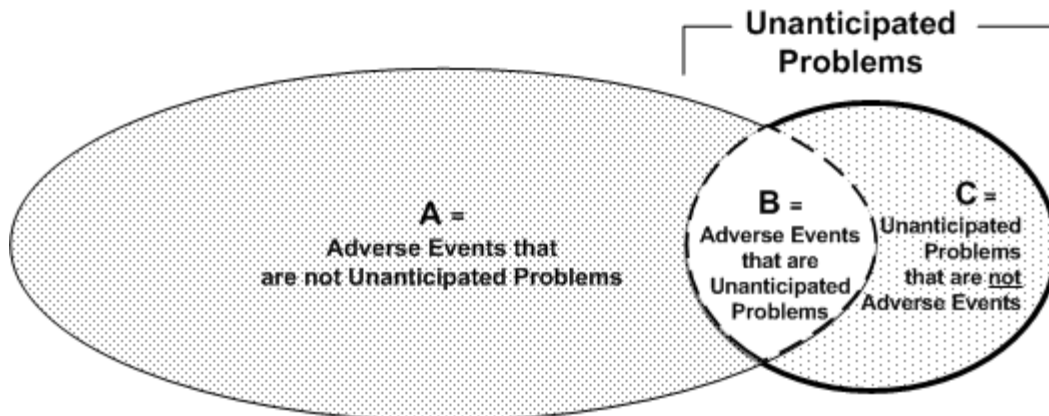 Unanticipated
Problems
A =
Adverse Events that
are not Unanticipated Problems
B =
Adverse Events
that are
Unanticipated
Problems
C =
Unanticipated
Problems
that are not
Adverse Events